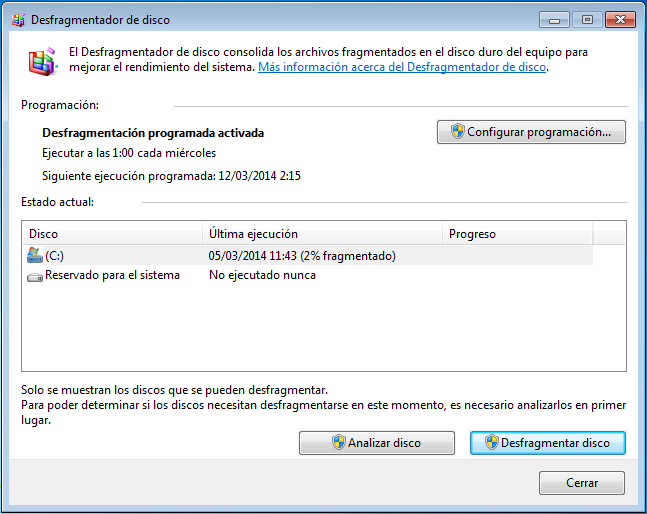 Desfragmentador de disco
El Desfragmentador de disco consolida los archivos fragmentados en el disco duro del equipo para
mejorar el rendimiento del sistema. Más información acerca del Desfragmentador de disco.
Programación:
Desfragmentación programada activada
Configurar programación...
Ejecutar a las 1:00 cada miércoles
Siguiente ejecución programada: 12/03/2014 2:15
Estado actual:
Disco Última ejecución Progreso
(C:) 05/03/2014 11:43 (2% fragmentado)
Reservado para el sistema No ejecutado nunca
Solo se muestran los discos que se pueden desfragmentar.
Para poder determinar si los discos necesitan desfragmentarse en este momento, es necesario analizarlos en primer
lugar.
Analizar disco Desfragmentar disco
Cerrar